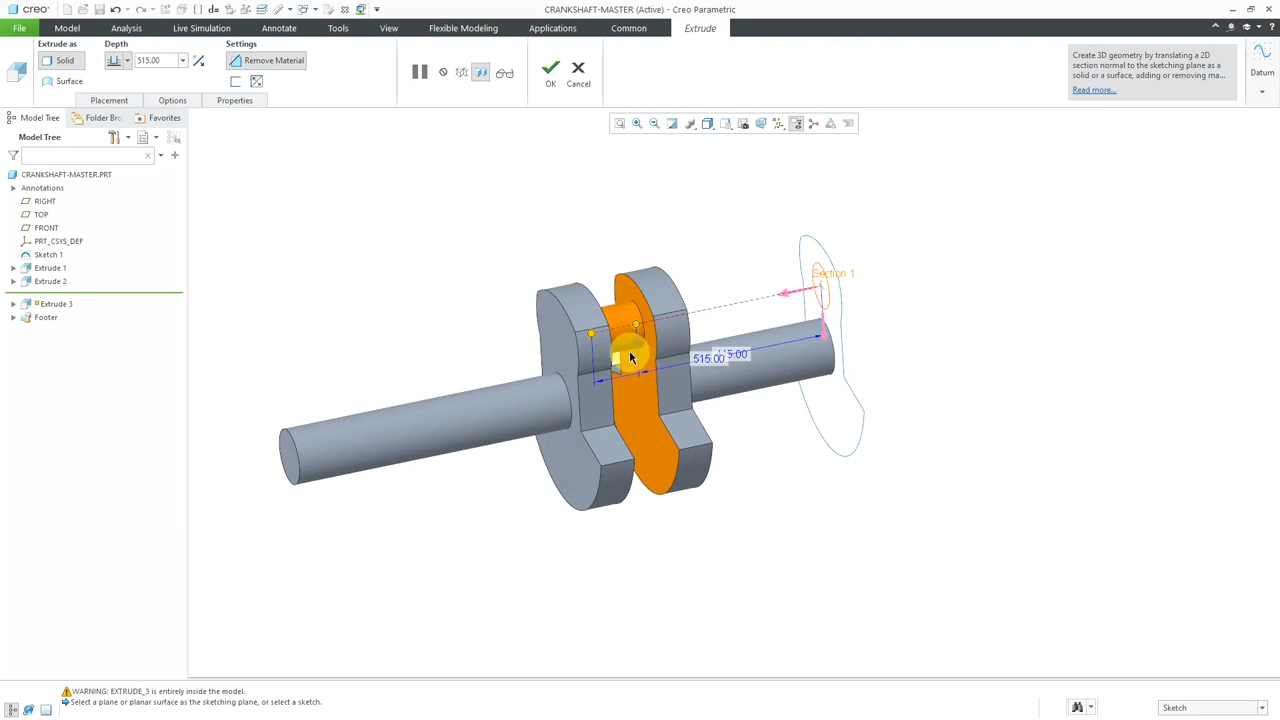 creo
CRANKSHAFT-MASTER (Active) - Creo Parametric
File Model Analysis Live Simulation Annotate Tools View Flexible Modeling Applications Common Extrude
Extrude as Depth Settings
Solid 515.00 Remove Material
Surface
OK Cancel
Create 3D geometry by translating a 2D
section normal to the sketching plane as a
solid or a surface, adding or removing ma...
Read more...
Datum
Placement Options Properties
Model Tree Folder Bro Favorites
Model Tree
CRANKSHAFT-MASTER.PRT
Annotations
RIGHT
TOP
FRONT
PRT_CSYS_DEF
Sketch 1
Extrude 1
Extrude 2
Extrude 3
Footer
Section 1
515.00
WARNING: EXTRUDE_3 is entirely inside the model.
Select a plane or planar surface as the sketching plane, or select a sketch.
Sketch